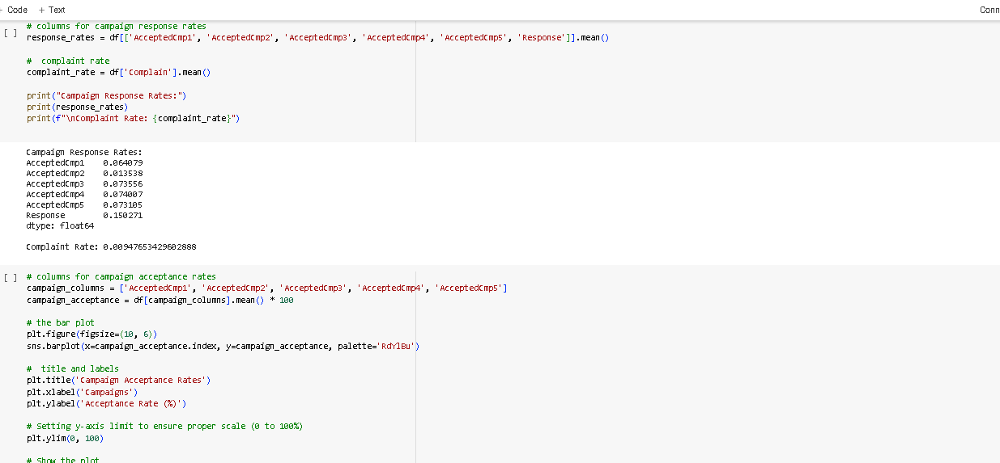 + Code + Text
Conn
[ ]
# columns for campaign response rates
response_rates = df[['AcceptedCmp1', 'AcceptedCmp2', 'AcceptedCmp3', 'AcceptedCmp4', 'AcceptedCmp5', 'Response']].mean()
#  complaint rate
complaint_rate = df['Complain'].mean()
print("Campaign Response Rates:")
print(response_rates)
print(f"\nComplaint Rate: {complaint_rate}")
Campaign Response Rates:
AcceptedCmp1    0.064079
AcceptedCmp2    0.013538
AcceptedCmp3    0.073556
AcceptedCmp4    0.074007
AcceptedCmp5    0.073105
Response        0.150271
dtype: float64
Complaint Rate: 0.00947653429602888
[ ]
# columns for campaign acceptance rates
campaign_columns = ['AcceptedCmp1', 'AcceptedCmp2', 'AcceptedCmp3', 'AcceptedCmp4', 'AcceptedCmp5']
campaign_acceptance = df[campaign_columns].mean() * 100
# the bar plot
plt.figure(figsize=(10, 6))
sns.barplot(x=campaign_acceptance.index, y=campaign_acceptance, palette='RdYlBu')
#  title and labels
plt.title('Campaign Acceptance Rates')
plt.xlabel('Campaigns')
plt.ylabel('Acceptance Rate (%)')
# Setting y-axis limit to ensure proper scale (0 to 100%)
plt.ylim(0, 100)
# Show the plot